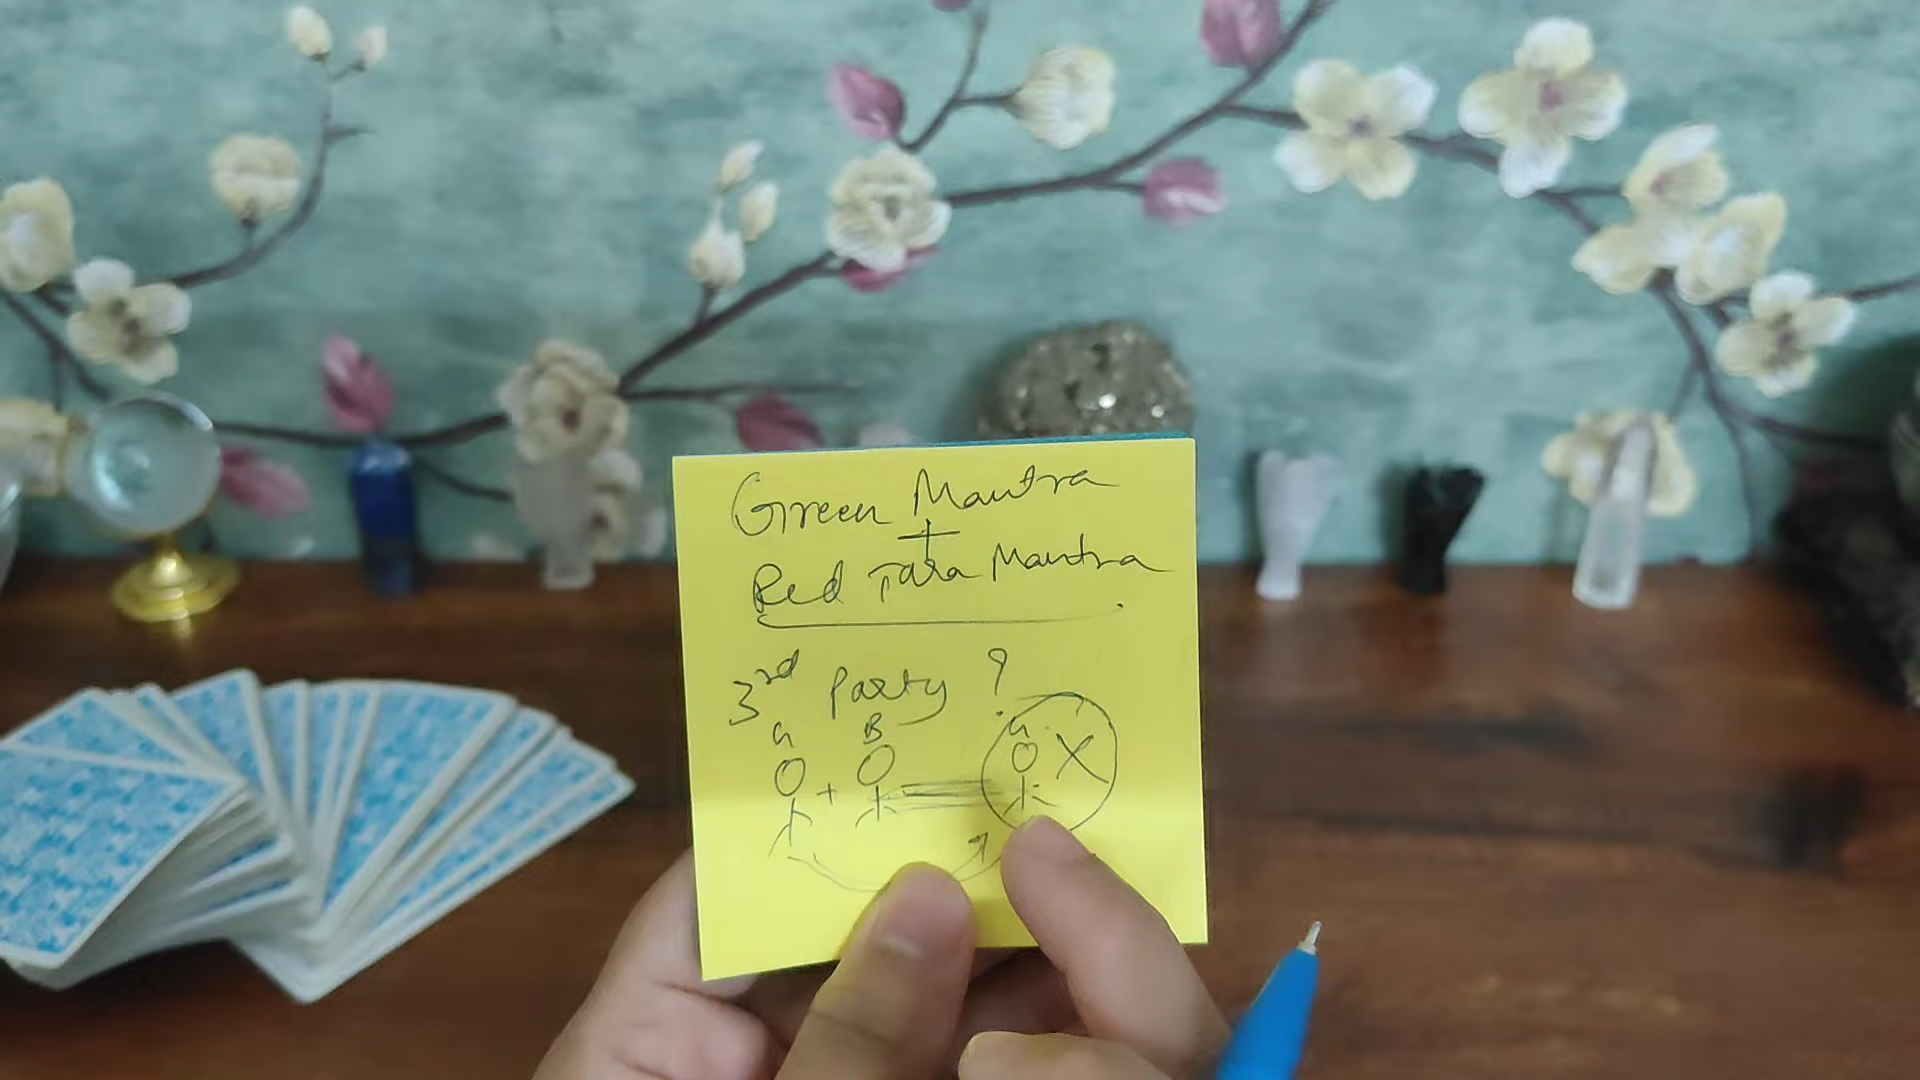 Green Mantra
+
Red Tara Mantra
3rd Party ?
G B G
+ X